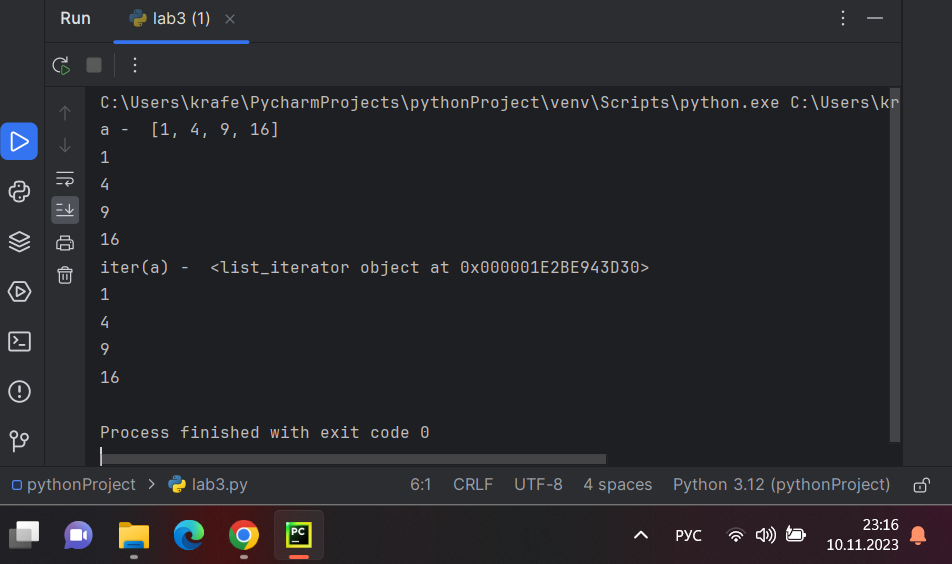 Run lab3 (1)
C:\Users\krafe\PycharmProjects\pythonProject\venv\Scripts\python.exe C:\Users\kr
a -  [1, 4, 9, 16]
1
4
9
16
iter(a) -  <list_iterator object at 0x000001E2BE943D30>
1
4
9
16
Process finished with exit code 0
pythonProject > lab3.py 6:1 CRLF UTF-8 4 spaces Python 3.12 (pythonProject)
PC
РУС
23:16
10.11.2023